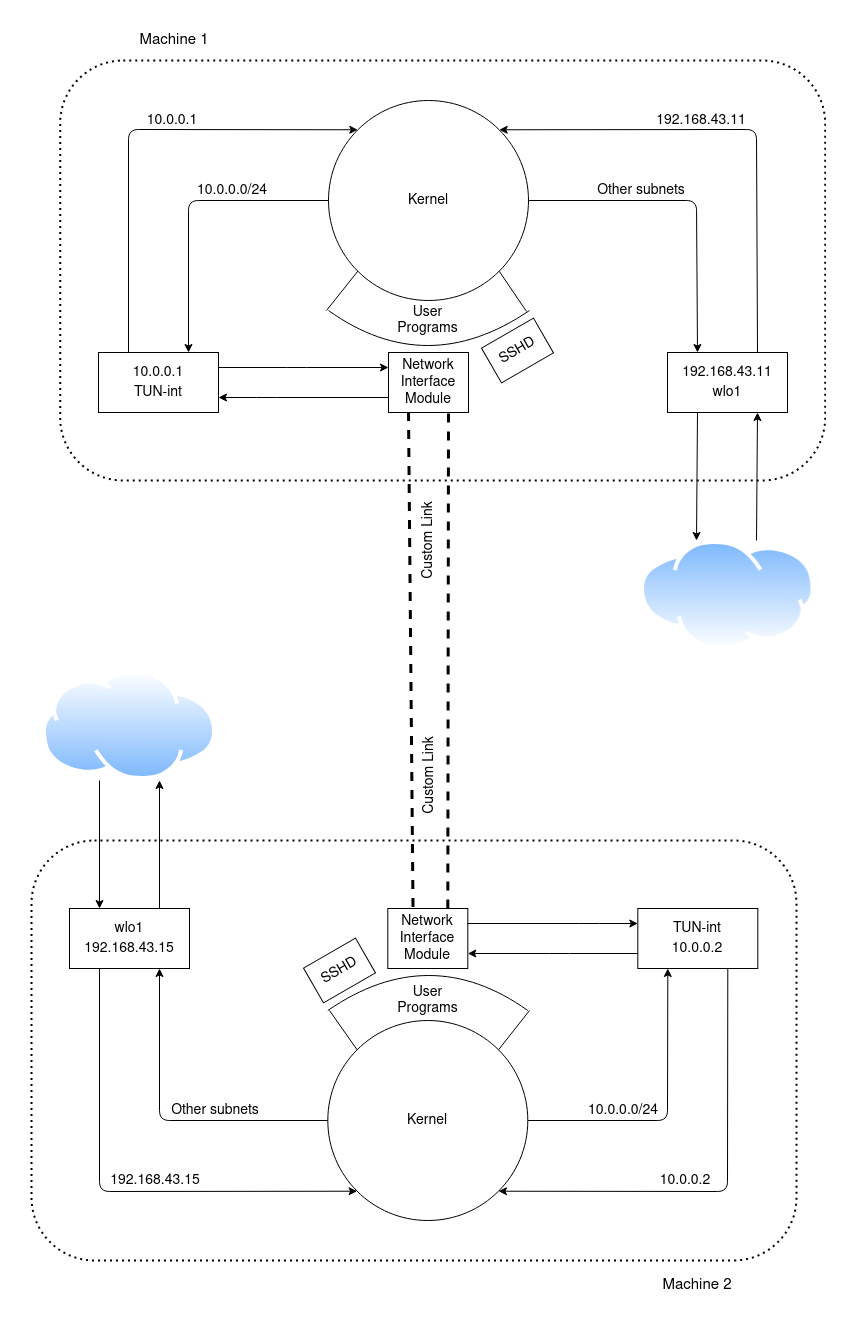 Machine 1
10.0.0.1
192.168.43.11
Kernel
10.0.0.0/24
Other subnets
User
Programs
SSHD
10.0.0.1
TUN-int
Network
Interface
Module
192.168.43.11
wlo1
Custom Link
Custom Link
wlo1
192.168.43.15
Network
Interface
Module
TUN-int
10.0.0.2
SSHD
User
Programs
Kernel
Other subnets
10.0.0.0/24
192.168.43.15
10.0.0.2
Machine 2